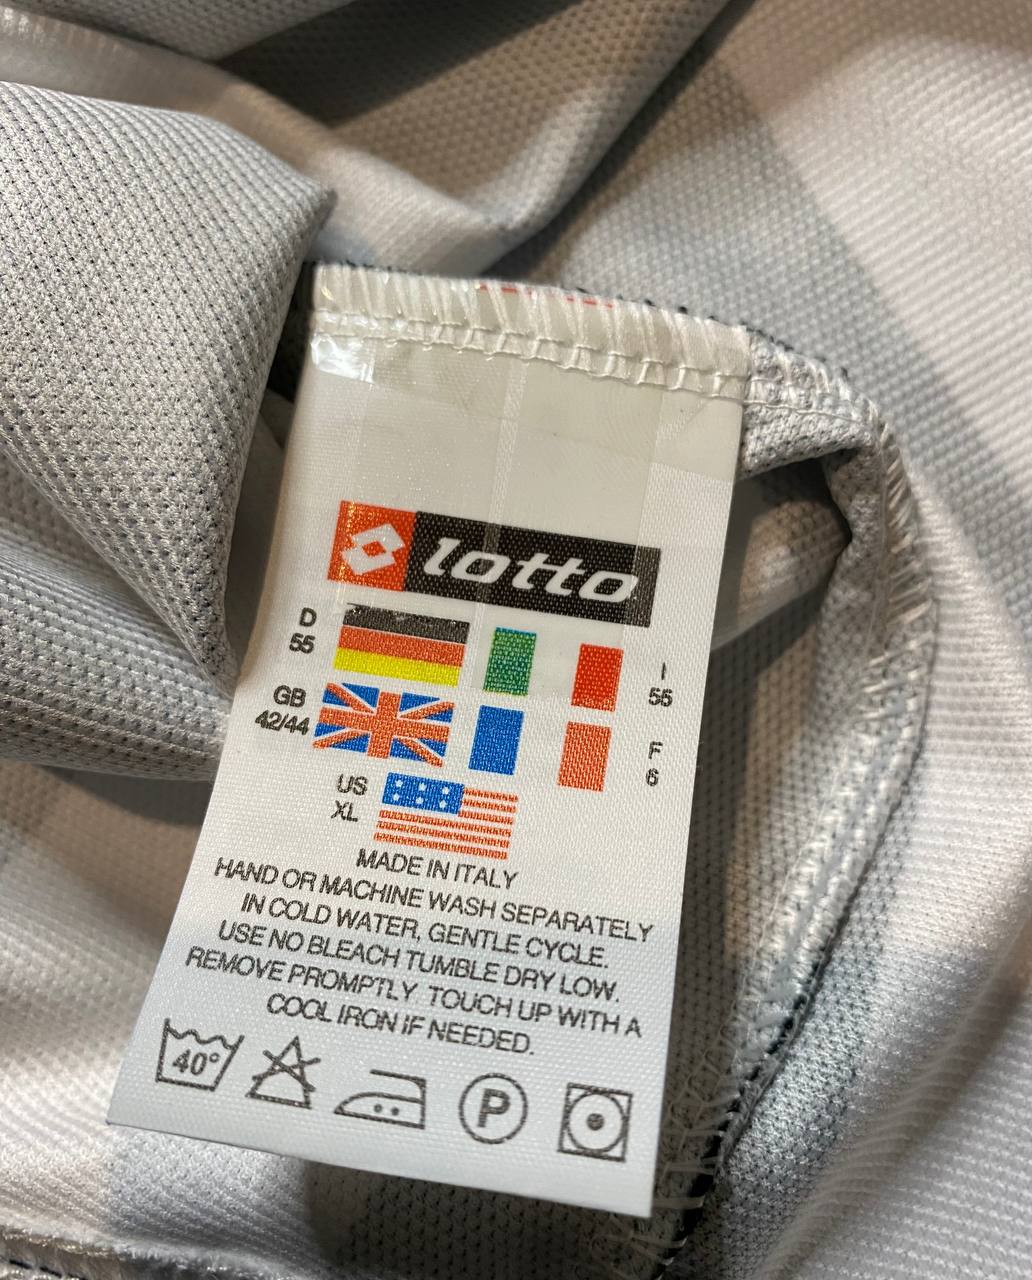 lotto
D
55
I
55
GB
42/44
F
6
US
XL
MADE IN ITALY
HAND OR MACHINE WASH SEPARATELY
IN COLD WATER, GENTLE CYCLE.
USE NO BLEACH TUMBLE DRY LOW.
REMOVE PROMPTLY TOUCH UP WITH A
COOL IRON IF NEEDED.
40°
P